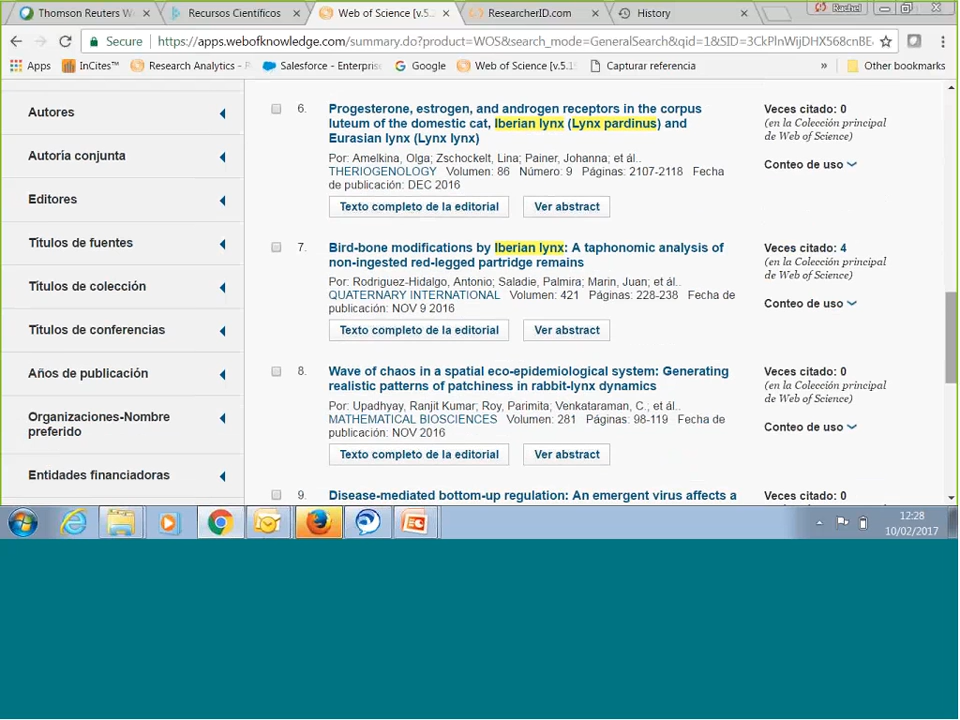 Thomson Reuters W
Recursos Científicos
Web of Science [v.5.
ResearcherID.com
History
Rachel
Secure
https://apps.webofknowledge.com/summary.do?product=WOS&search_mode=GeneralSearch&qid=1&SID=3CkPlnWijDHX568cnBE
Apps
InCites™
Research Analytics -
Salesforce - Enterprise
Google
Web of Science [v.5.1
Capturar referencia
»
Other bookmarks
Autores
Autoría conjunta
Editores
Títulos de fuentes
Títulos de colección
Títulos de conferencias
Años de publicación
Organizaciones-Nombre
preferido
Entidades financiadoras
6.
Progesterone, estrogen, and androgen receptors in the corpus
luteum of the domestic cat, Iberian lynx (Lynx pardinus) and
Eurasian lynx (Lynx lynx)
Por: Amelkina, Olga; Zschockelt, Lina; Painer, Johanna; et ál..
THERIOGENOLOGY Volumen: 86 Número: 9 Páginas: 2107-2118 Fecha
de publicación: DEC 2016
Texto completo de la editorial
Ver abstract
Veces citado: 0
(en la Colección principal
de Web of Science)
Conteo de uso
7.
Bird-bone modifications by Iberian lynx: A taphonomic analysis of
non-ingested red-legged partridge remains
Por: Rodriguez-Hidalgo, Antonio; Saladie, Palmira; Marin, Juan; et ál..
QUATERNARY INTERNATIONAL Volumen: 421 Páginas: 228-238 Fecha de
publicación: NOV 9 2016
Texto completo de la editorial
Ver abstract
Veces citado: 4
(en la Colección principal
de Web of Science)
Conteo de uso
8.
Wave of chaos in a spatial eco-epidemiological system: Generating
realistic patterns of patchiness in rabbit-lynx dynamics
Por: Upadhyay, Ranjit Kumar; Roy, Parimita; Venkataraman, C., et ál..
MATHEMATICAL BIOSCIENCES Volumen: 281 Páginas: 98-119 Fecha de
publicación: NOV 2016
Texto completo de la editorial
Ver abstract
Veces citado: 0
(en la Colección principal
de Web of Science)
Conteo de uso
9.
Disease-mediated bottom-up regulation: An emergent virus affects a
Veces citado: 0
12:28
10/02/2017